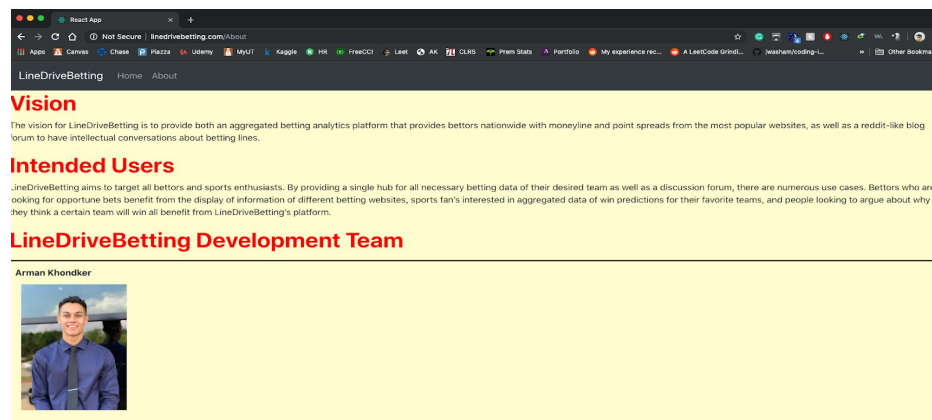 React App
Not Secure | linedrivebetting.com/About
Apps Canvas Chase Piazza Udemy MyUT Kaggle HR FreeCCt Leet AK CLRS Prem Stats Portfolio My experience rec... A LeetCode Grindi... jwasham/coding-i... » Other Bookma
LineDriveBetting Home About
Vision
The vision for LineDriveBetting is to provide both an aggregated betting analytics platform that provides bettors nationwide with moneyline and point spreads from the most popular websites, as well as a reddit-like blog
forum to have intellectual conversations about betting lines.
Intended Users
LineDriveBetting aims to target all bettors and sports enthusiasts. By providing a single hub for all necessary betting data of their desired team as well as a discussion forum, there are numerous use cases. Bettors who are
looking for opportune bets benefit from the display of information of different betting websites, sports fan's interested in aggregated data of win predictions for their favorite teams, and people looking to argue about why
they think a certain team will win all benefit from LineDriveBetting's platform.
LineDriveBetting Development Team
Arman Khondker